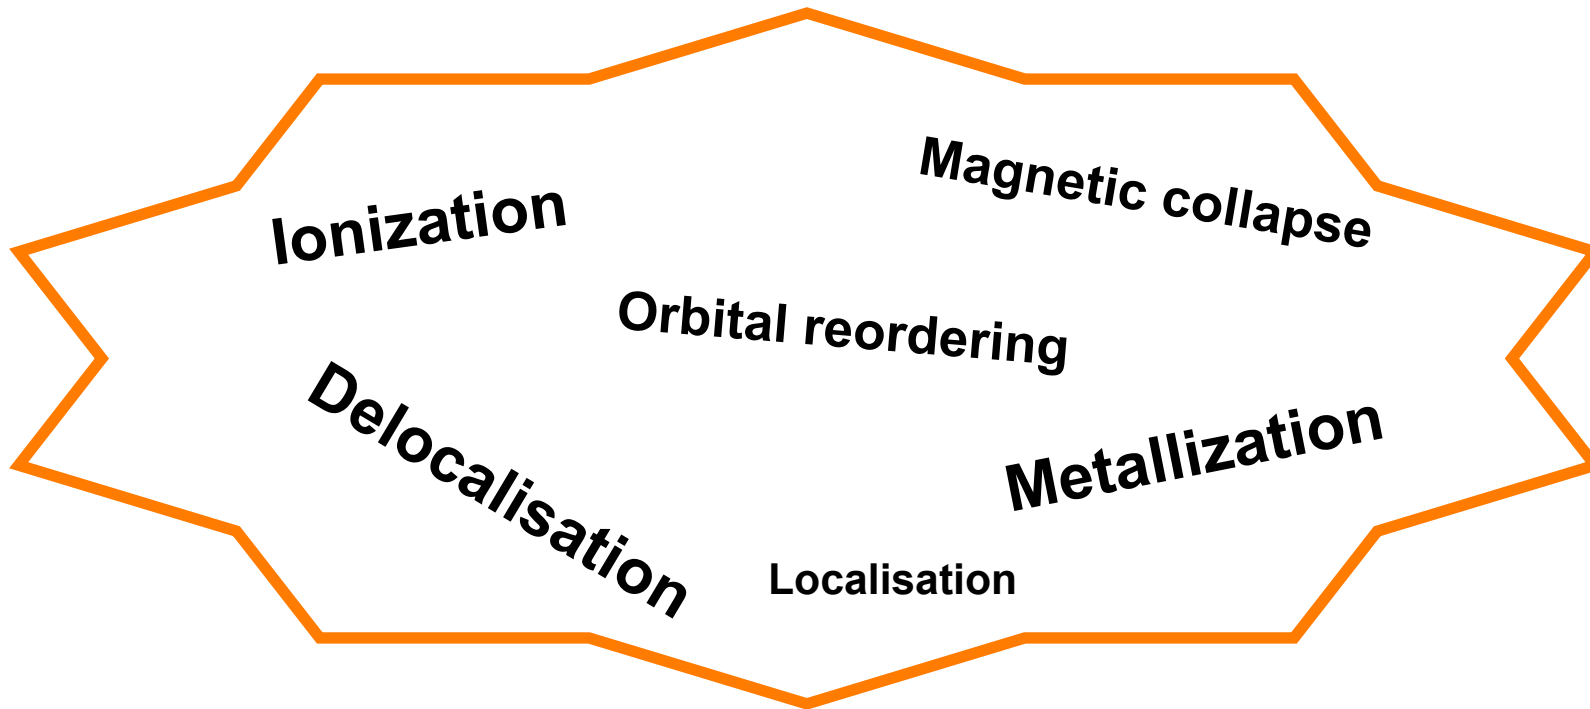 Magnetic collapse
Ionization
Orbital reordering
Delocalisation
Metallization
Localisation